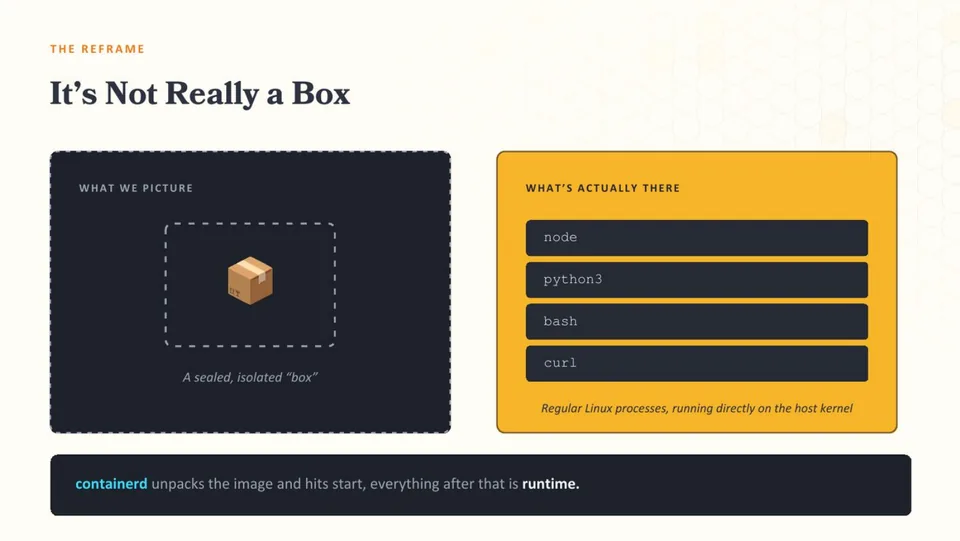 THE REFRAME
It’s Not Really a Box
WHAT WE PICTURE
A sealed, isolated “box”
WHAT’S ACTUALLY THERE
node
python3
bash
curl
Regular Linux processes, running directly on the host kernel
containerd unpacks the image and hits start, everything after that is runtime.